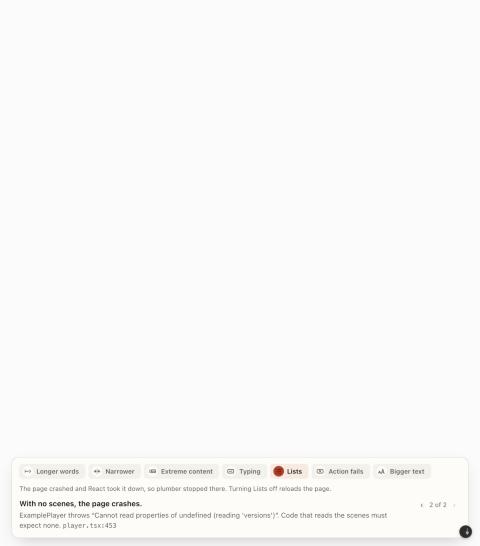 Longer words Narrower Extreme content Typing Lists Action fails Bigger text
The page crashed and React took it down, so plumber stopped there. Turning Lists off reloads the page.
With no scenes, the page crashes.
2 of 2
ExamplePlayer throws “Cannot read properties of undefined (reading ‘versions’)”. Code that reads the scenes must
expect none. player.tsx:453